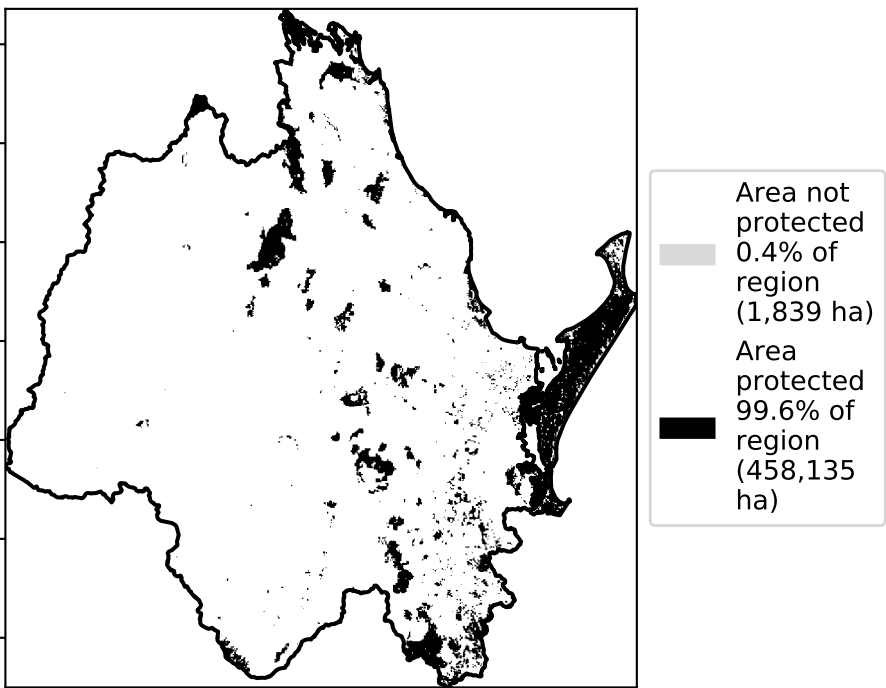 Area not
protected
0.4% of
region
(1,839 ha)
Area
protected
99.6% of
region
(458,135
ha)